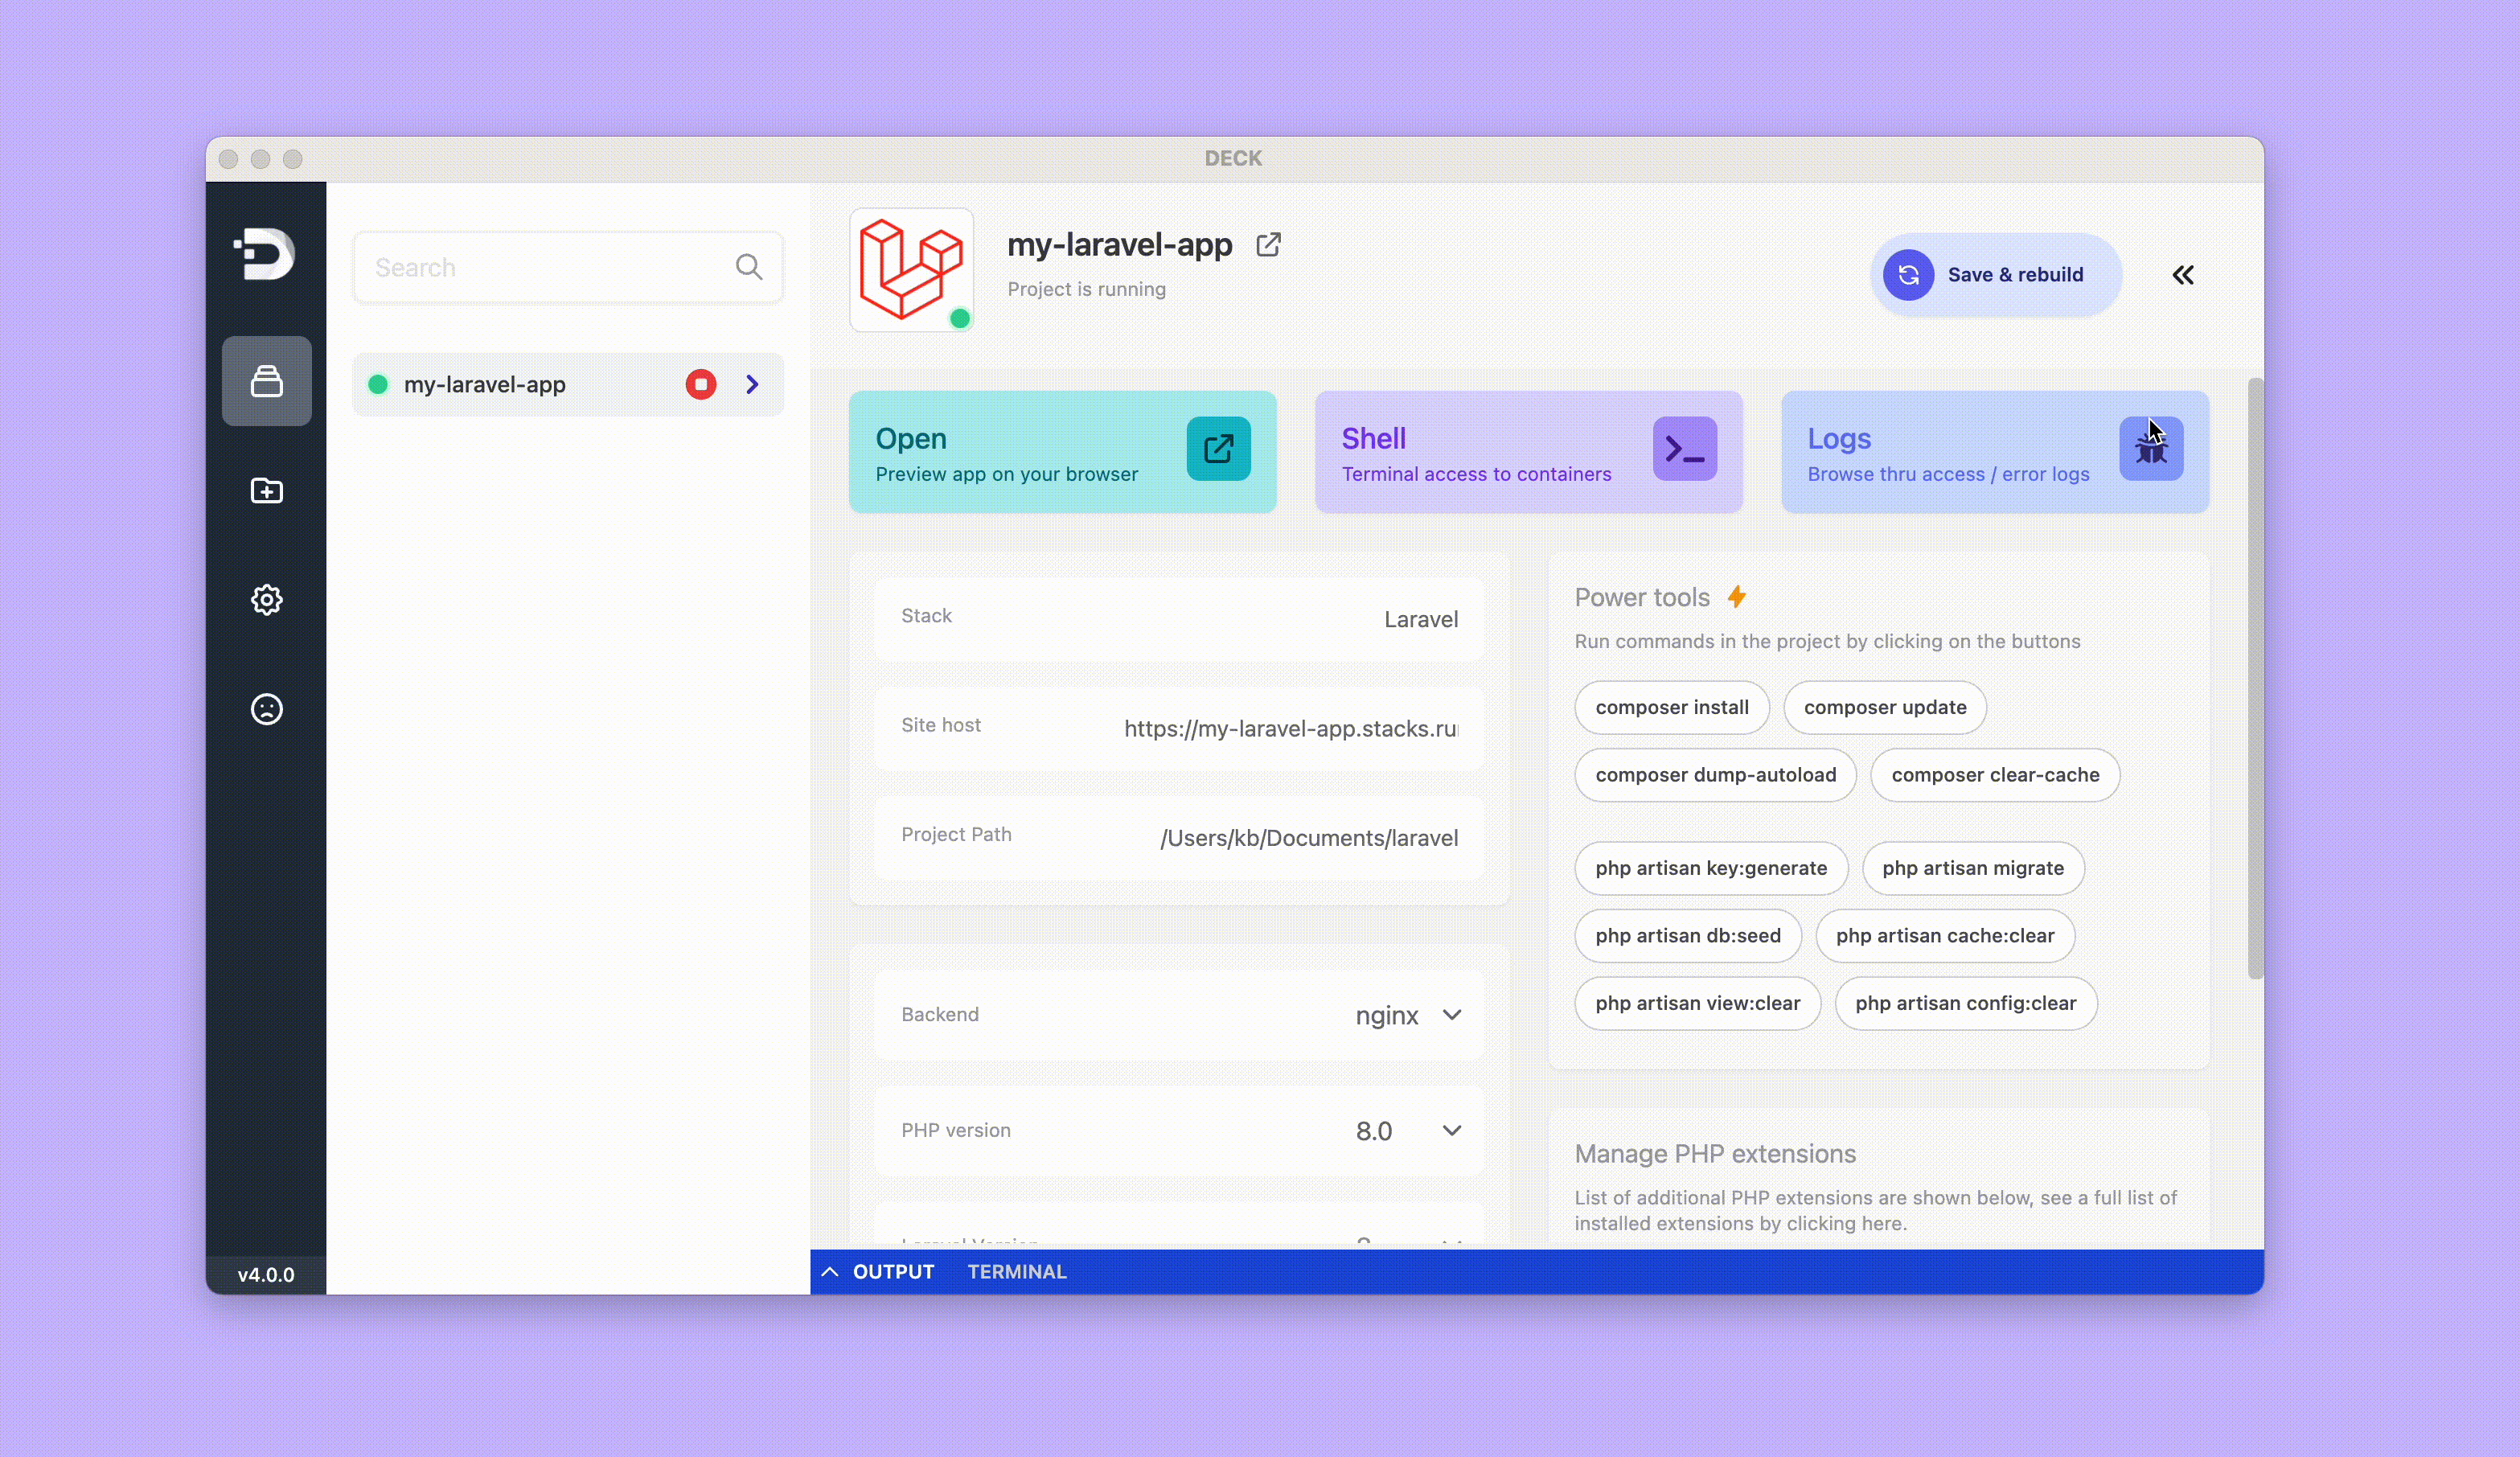 DECK
Search
my-laravel-app
v4.0.0
my-laravel-app
Project is running
Save & rebuild
Open
Preview app on your browser
Shell
Terminal access to containers
Logs
Browse thru access / error logs
Stack
Laravel
Site host
https://my-laravel-app.stacks.ru
Project Path
/Users/kb/Documents/laravel
Backend
nginx
PHP version
8.0
Laravel Version
Power tools
Run commands in the project by clicking on the buttons
composer install
composer update
composer dump-autoload
composer clear-cache
php artisan key:generate
php artisan migrate
php artisan db:seed
php artisan cache:clear
php artisan view:clear
php artisan config:clear
Manage PHP extensions
List of additional PHP extensions are shown below, see a full list of
installed extensions by clicking here.
OUTPUT
TERMINAL